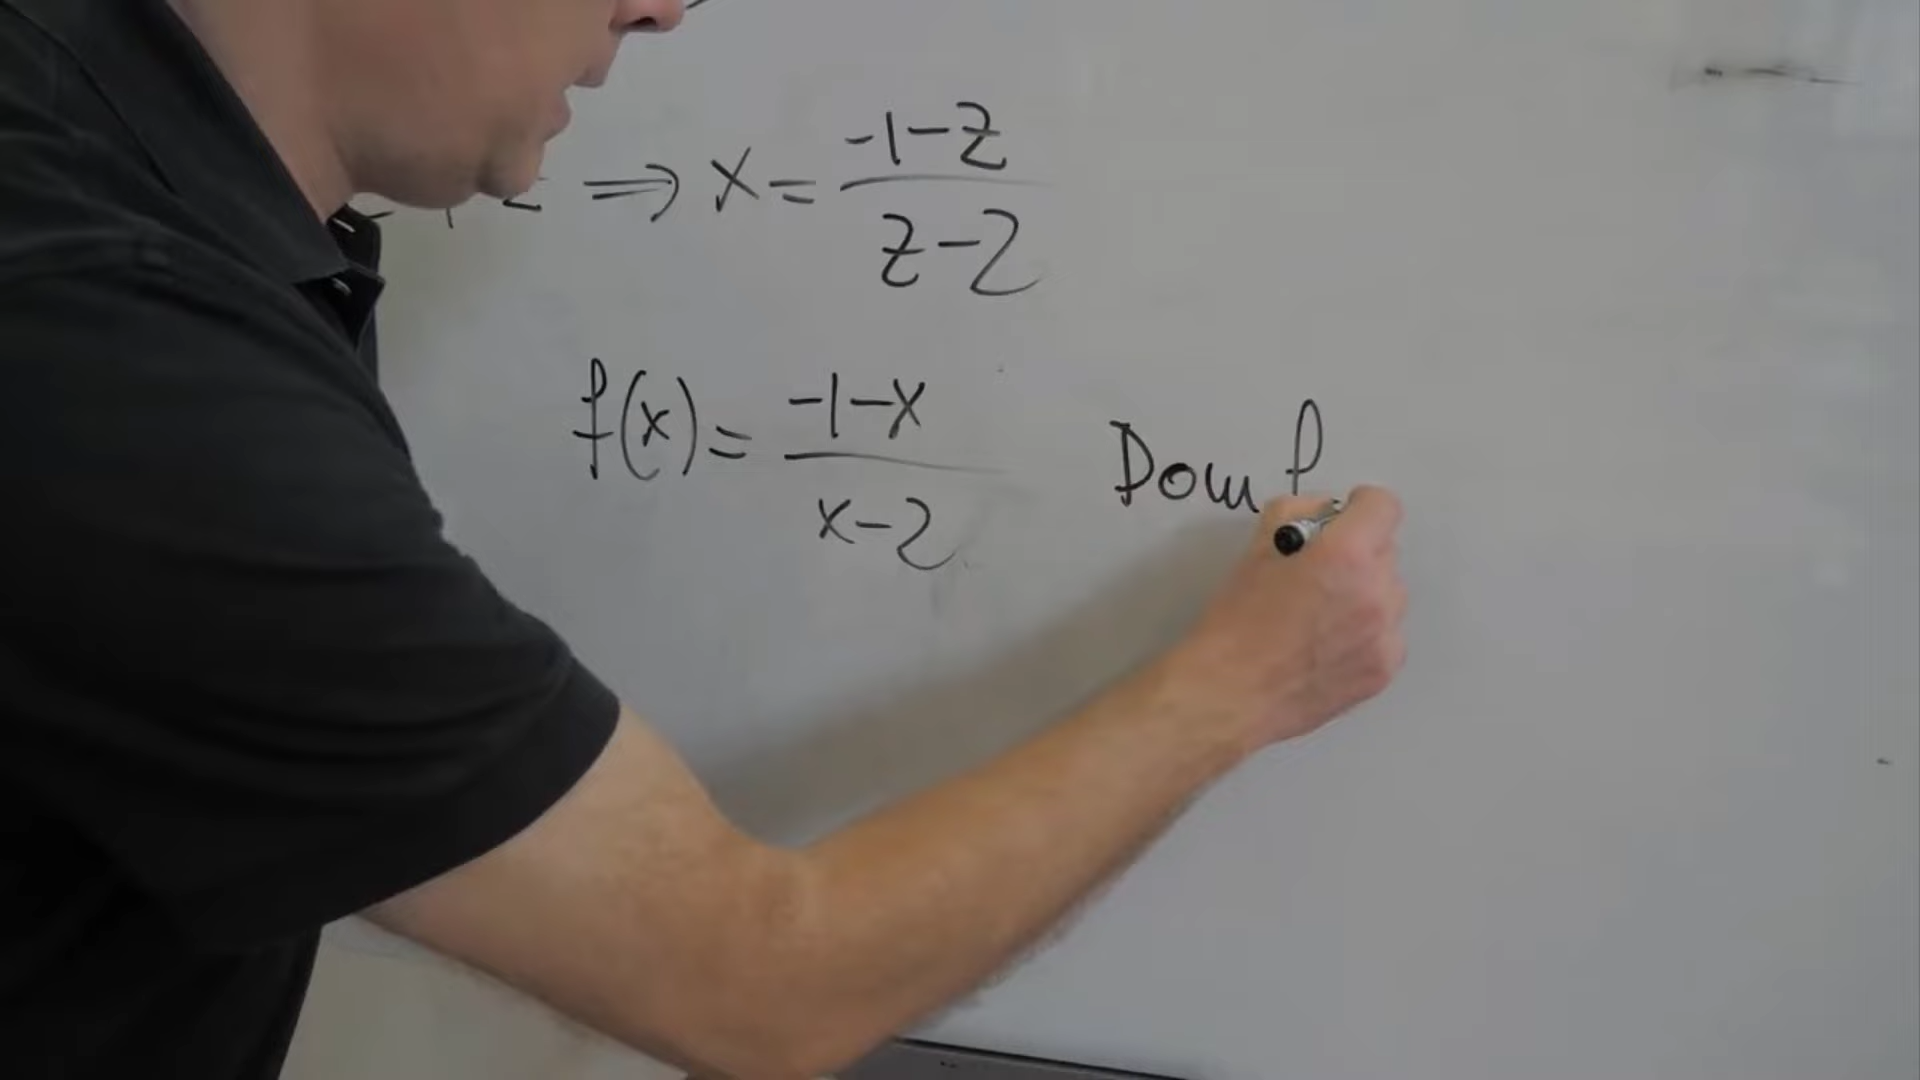 ⇒ x = (-1-z)/(z-2)
f(x) = (-1-x)/(x-2)   Dom f